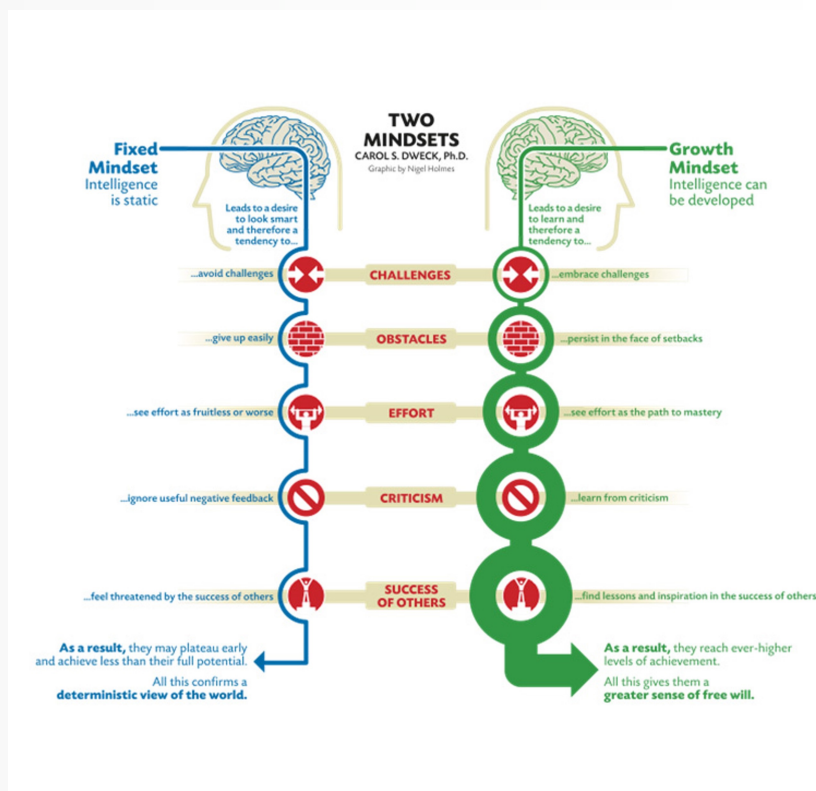 TWO
MINDSETS
CAROL S. DWECK, Ph.D.
Graphic by Nigel Holmes
Fixed
Mindset
Intelligence
is static
Growth
Mindset
Intelligence can
be developed
Leads to a desire
to look smart
and therefore a
tendency to...
Leads to a desire
to learn and
therefore a
tendency to...
...avoid challenges
CHALLENGES
...embrace challenges
...give up easily
OBSTACLES
...persist in the face of setbacks
...see effort as fruitless or worse
EFFORT
...see effort as the path to mastery
...ignore useful negative feedback
CRITICISM
...learn from criticism
...feel threatened by the success of others
SUCCESS
OF OTHERS
...find lessons and inspiration in the success of others
As a result, they may plateau early
and achieve less than their full potential.
All this confirms a
deterministic view of the world.
As a result, they reach ever-higher
levels of achievement.
All this gives them a
greater sense of free will.